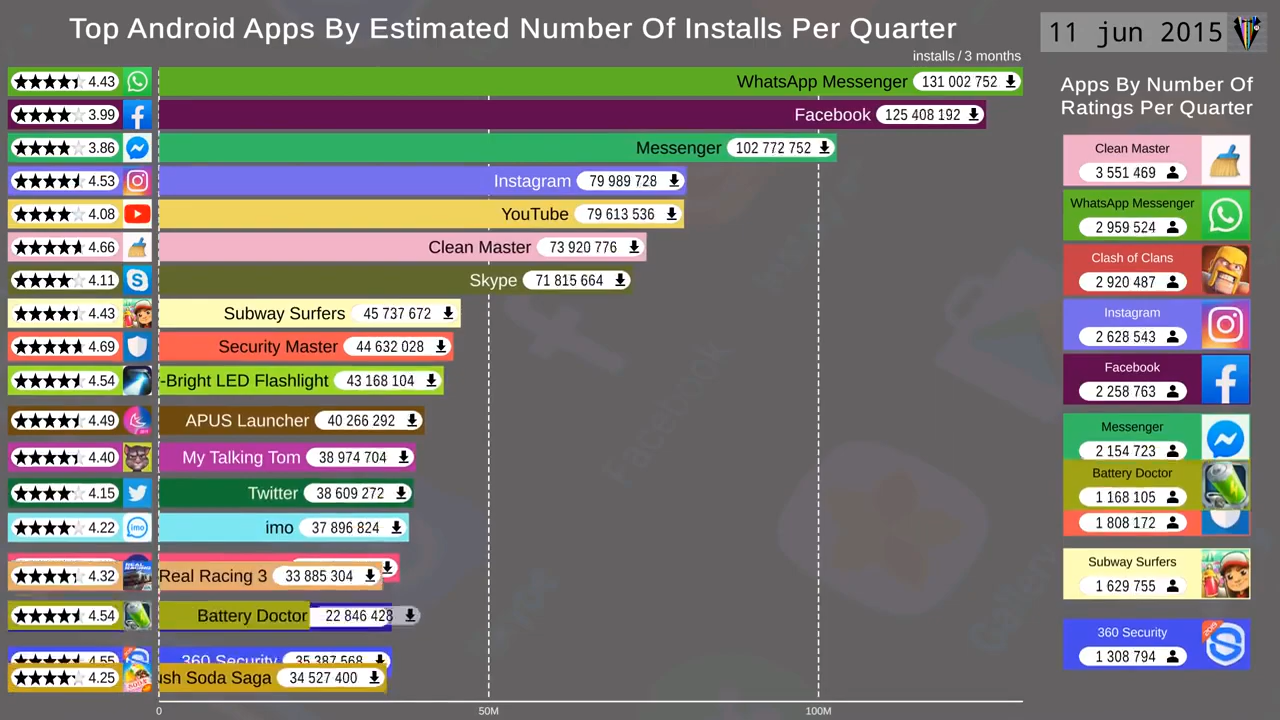 Top Android Apps By Estimated Number Of Installs Per Quarter
11 jun 2015
installs / 3 months
4.43 WhatsApp Messenger 131 002 752
3.99 Facebook 125 408 192
3.86 Messenger 102 772 752
4.53 Instagram 79 989 728
4.08 YouTube 79 613 536
4.66 Clean Master 73 920 776
4.11 Skype 71 815 664
4.43 Subway Surfers 45 737 672
4.69 Security Master 44 632 028
4.54 -Bright LED Flashlight 43 168 104
4.49 APUS Launcher 40 266 292
4.40 My Talking Tom 38 974 704
4.15 Twitter 38 609 272
4.22 imo 37 896 824
4.32 Real Racing 3 33 885 304
4.54 Battery Doctor 22 846 428
4.55 360 Security 35 387 568
4.25 ush Soda Saga 34 527 400
0 50M 100M
Apps By Number Of
Ratings Per Quarter
Clean Master
3 551 469
WhatsApp Messenger
2 959 524
Clash of Clans
2 920 487
Instagram
2 628 543
Facebook
2 258 763
Messenger
2 154 723
Battery Doctor
1 168 105
1 808 172
Subway Surfers
1 629 755
360 Security
1 308 794
Facebook
Gallery